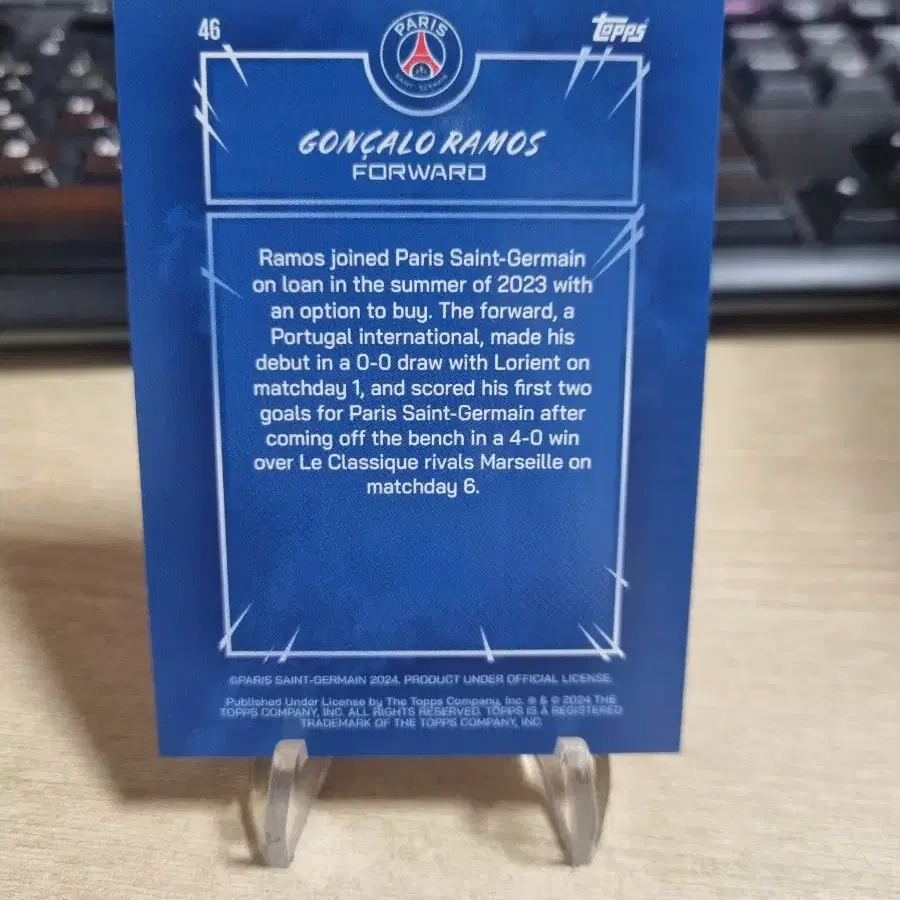 46
PARIS
SAINT-GERMAIN
Topps
GONÇALO RAMOS
FORWARD
Ramos joined Paris Saint-Germain
on loan in the summer of 2023 with
an option to buy. The forward, a
Portugal international, made his
debut in a 0-0 draw with Lorient on
matchday 1, and scored his first two
goals for Paris Saint-Germain after
coming off the bench in a 4-0 win
over Le Classique rivals Marseille on
matchday 6.
©PARIS SAINT-GERMAIN 2024. PRODUCT UNDER OFFICIAL LICENSE.
Published Under License by The Topps Company, Inc. ® & © 2024 THE
TOPPS COMPANY, INC. ALL RIGHTS RESERVED. TOPPS IS A REGISTERED
TRADEMARK OF THE TOPPS COMPANY, INC.